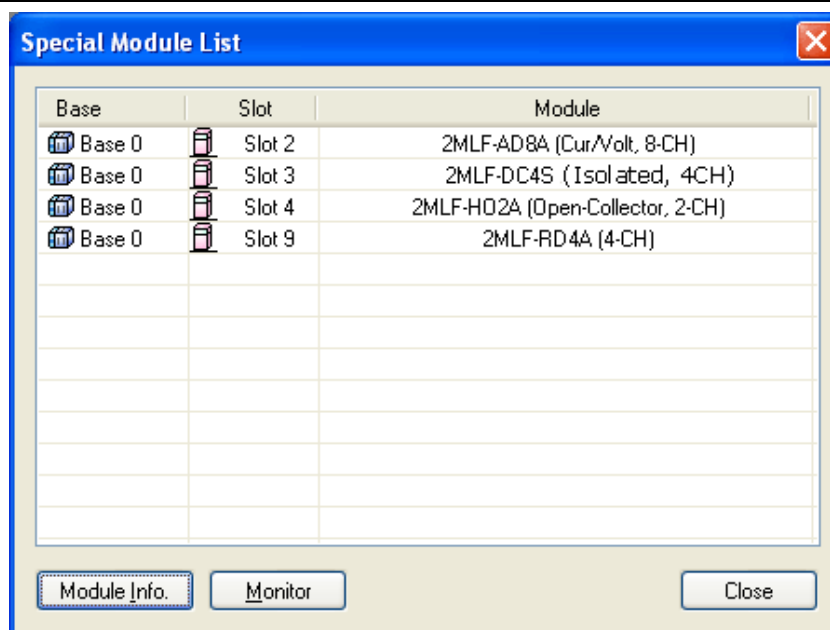 Special Module List
Base Slot Module
Base 0 Slot 2 2MLF-AD8A (Cur/Volt, 8-CH)
Base 0 Slot 3 2MLF-DC4S (Isolated, 4CH)
Base 0 Slot 4 2MLF-HO2A (Open-Collector, 2-CH)
Base 0 Slot 9 2MLF-RD4A (4-CH)
Module Info. Monitor Close